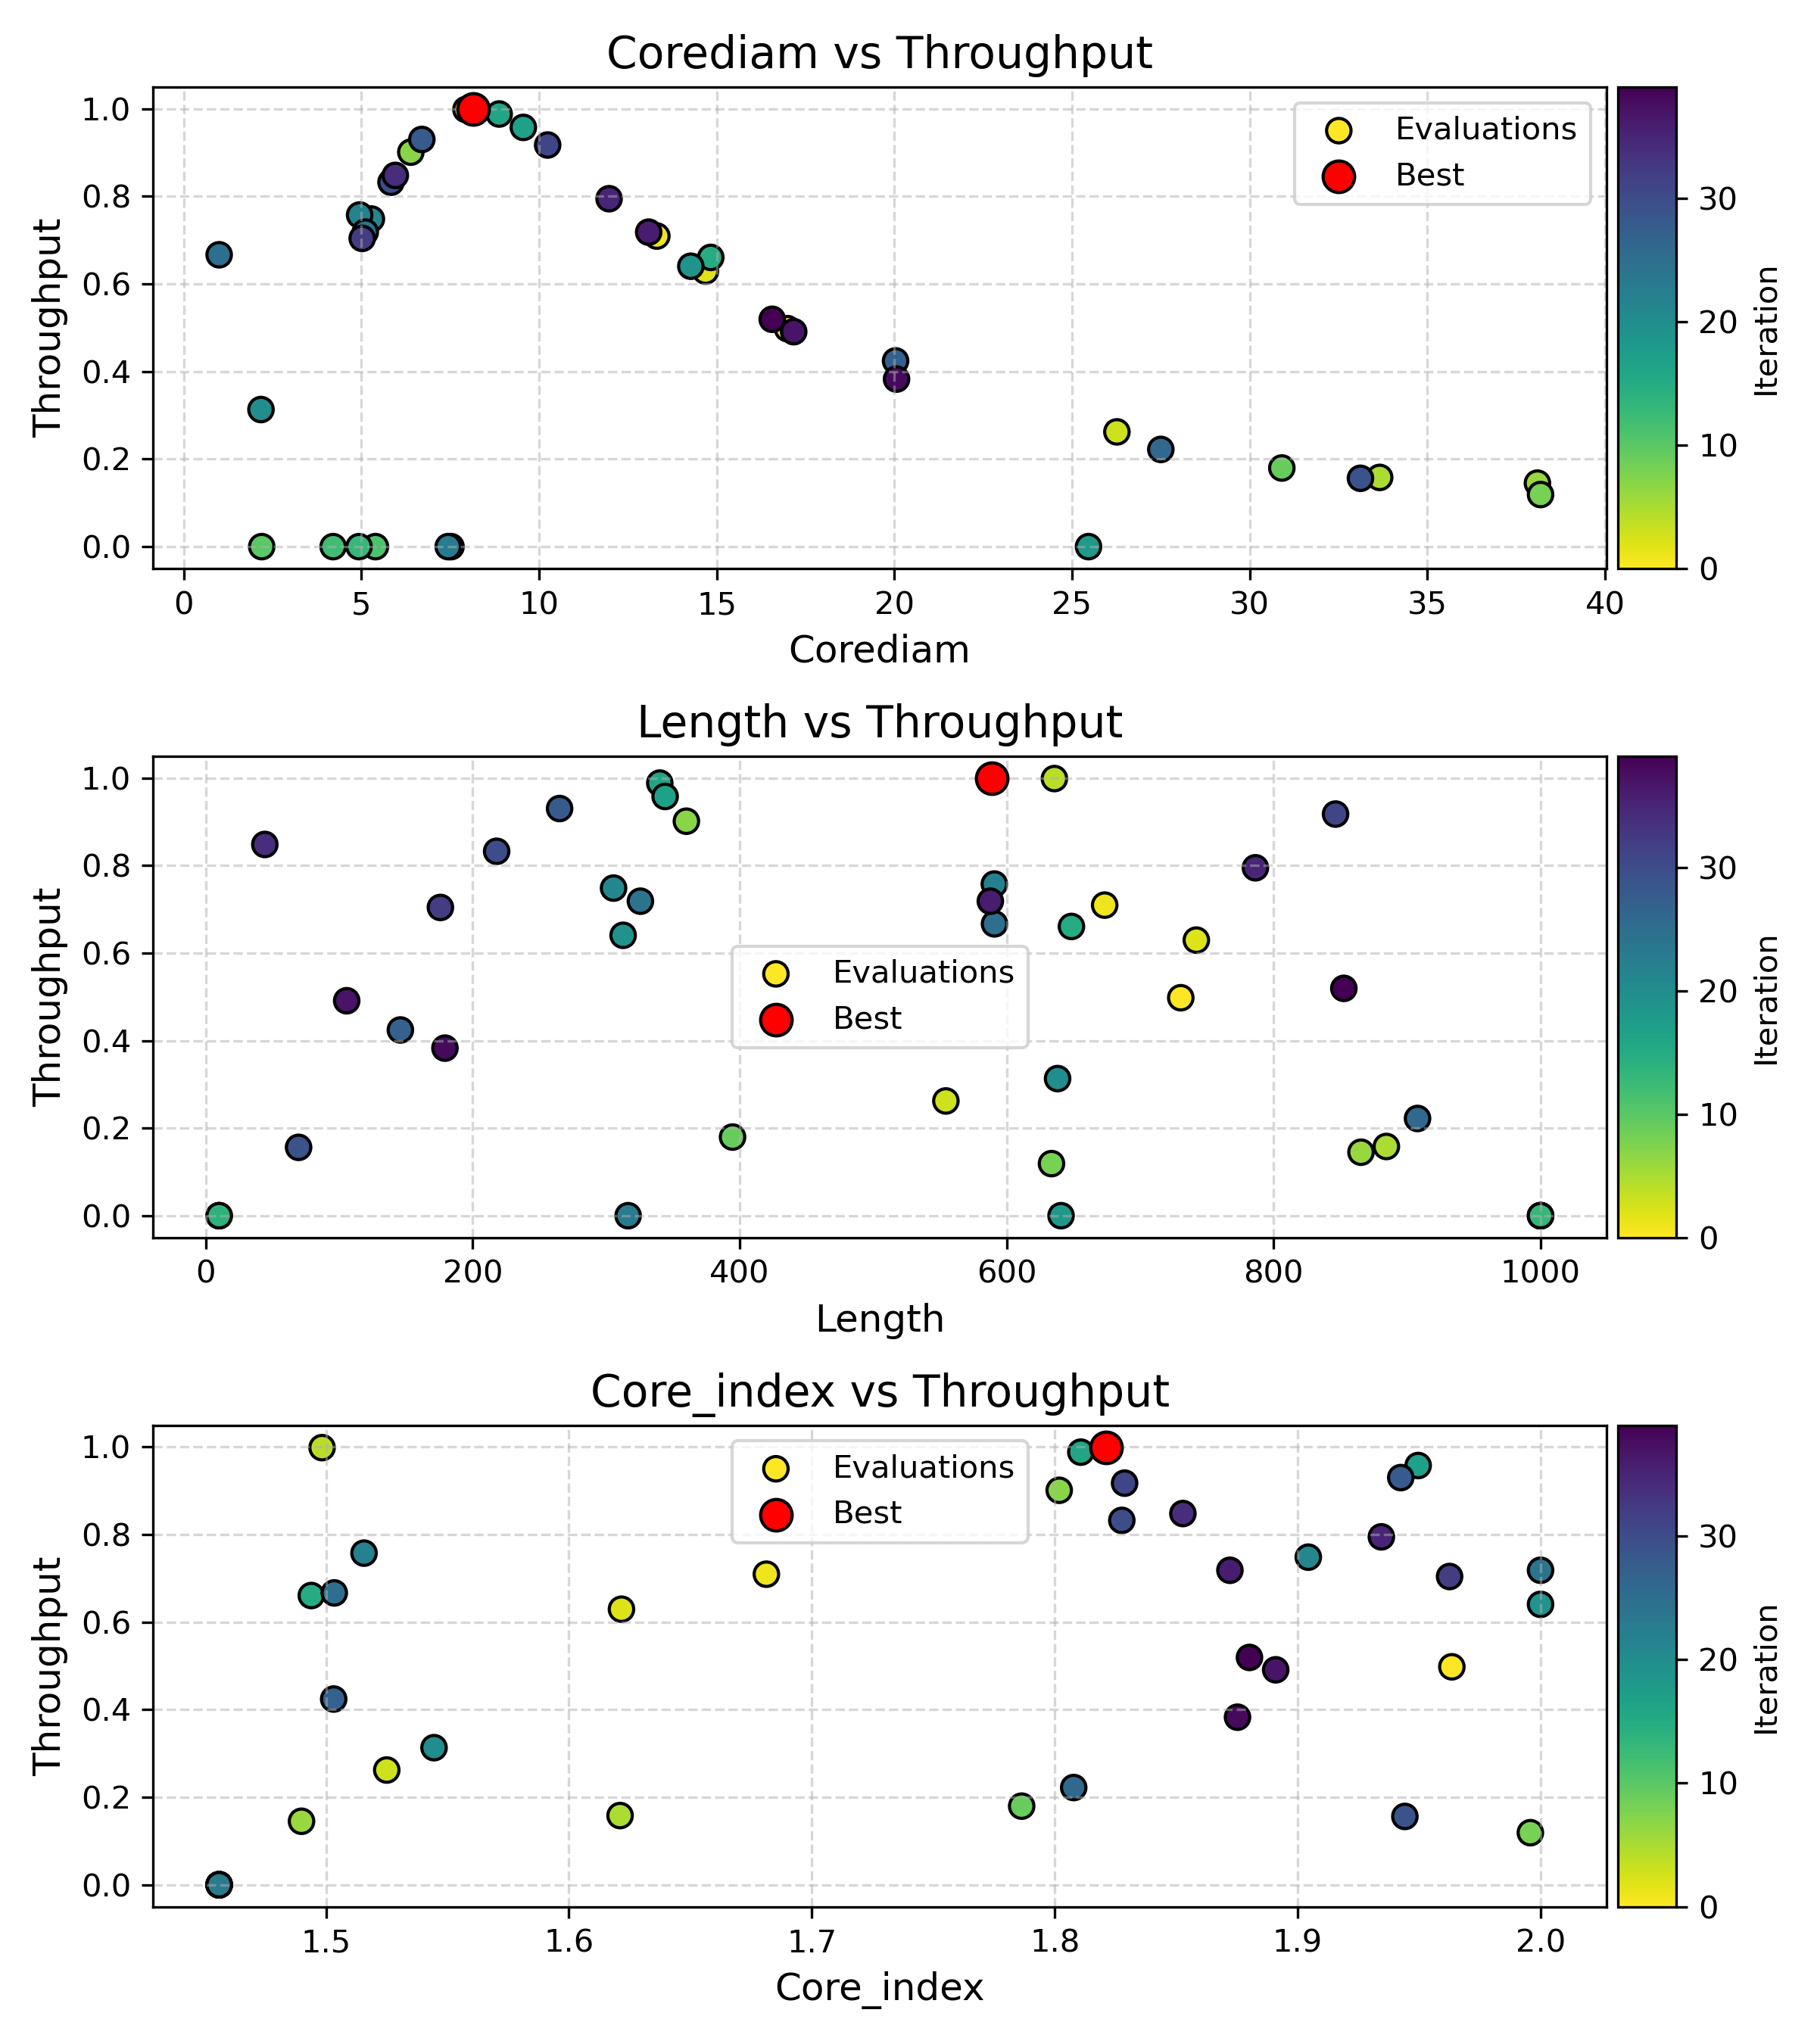 Corediam vs Throughput
Throughput
1.0
0.8
0.6
0.4
0.2
0.0
Evaluations
Best
0 5 10 15 20 25 30 35 40
Corediam
30
20
10
0
Iteration
Length vs Throughput
Throughput
1.0
0.8
0.6
0.4
0.2
0.0
Evaluations
Best
0 200 400 600 800 1000
Length
30
20
10
0
Iteration
Core_index vs Throughput
Throughput
1.0
0.8
0.6
0.4
0.2
0.0
Evaluations
Best
1.5 1.6 1.7 1.8 1.9 2.0
Core_index
30
20
10
0
Iteration